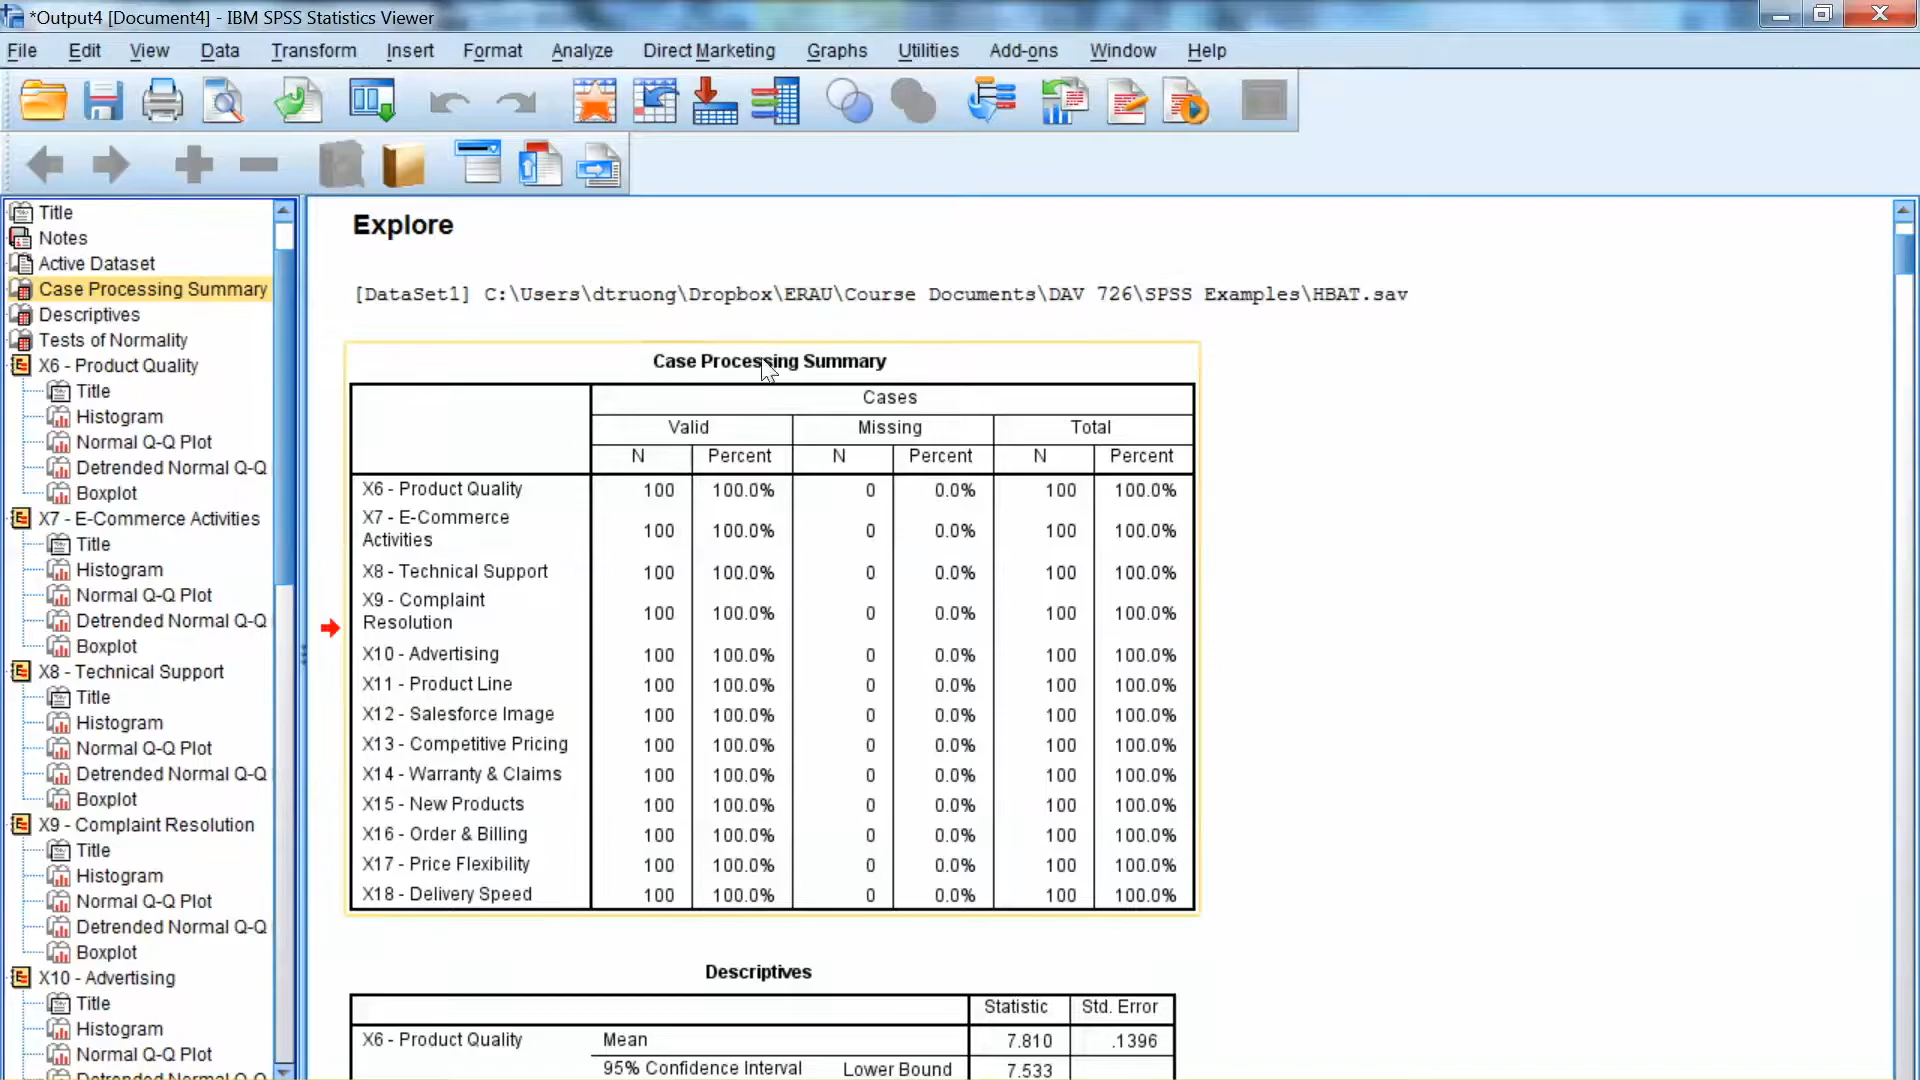 *Output4 [Document4] - IBM SPSS Statistics Viewer
File Edit View Data Transform Insert Format Analyze Direct Marketing Graphs Utilities Add-ons Window Help
Title
Notes
Active Dataset
Case Processing Summary
Descriptives
Tests of Normality
X6 - Product Quality
Title
Histogram
Normal Q-Q Plot
Detrended Normal Q-Q
Boxplot
X7 - E-Commerce Activities
Title
Histogram
Normal Q-Q Plot
Detrended Normal Q-Q
Boxplot
X8 - Technical Support
Title
Histogram
Normal Q-Q Plot
Detrended Normal Q-Q
Boxplot
X9 - Complaint Resolution
Title
Histogram
Normal Q-Q Plot
Detrended Normal Q-Q
Boxplot
X10 - Advertising
Title
Histogram
Normal Q-Q Plot
Detrended Normal Q-Q
Explore
[DataSet1] C:\Users\dtruong\Dropbox\ERAU\Course Documents\DAV 726\SPSS Examples\HBAT.sav
Case Processing Summary
Cases
Valid Missing Total
N Percent N Percent N Percent
X6 - Product Quality 100 100.0% 0 0.0% 100 100.0%
X7 - E-Commerce
Activities 100 100.0% 0 0.0% 100 100.0%
X8 - Technical Support 100 100.0% 0 0.0% 100 100.0%
X9 - Complaint
Resolution 100 100.0% 0 0.0% 100 100.0%
X10 - Advertising 100 100.0% 0 0.0% 100 100.0%
X11 - Product Line 100 100.0% 0 0.0% 100 100.0%
X12 - Salesforce Image 100 100.0% 0 0.0% 100 100.0%
X13 - Competitive Pricing 100 100.0% 0 0.0% 100 100.0%
X14 - Warranty & Claims 100 100.0% 0 0.0% 100 100.0%
X15 - New Products 100 100.0% 0 0.0% 100 100.0%
X16 - Order & Billing 100 100.0% 0 0.0% 100 100.0%
X17 - Price Flexibility 100 100.0% 0 0.0% 100 100.0%
X18 - Delivery Speed 100 100.0% 0 0.0% 100 100.0%
Descriptives
Statistic Std. Error
X6 - Product Quality Mean 7.810 .1396
95% Confidence Interval Lower Bound 7.533